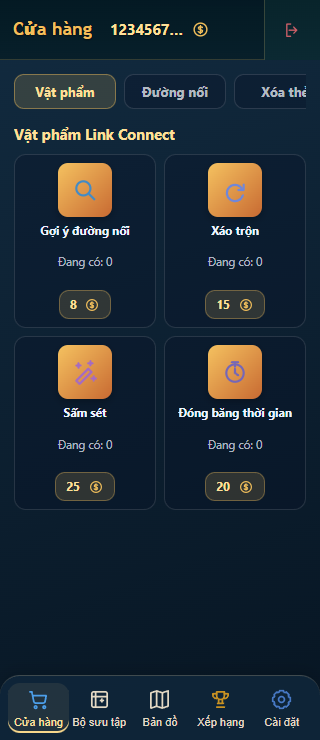 Cửa hàng 1234567...
Vật phẩm Đường nối Xóa thẻ
Vật phẩm Link Connect
Gợi ý đường nối Xáo trộn
Đang có: 0 Đang có: 0
8 15
Sấm sét Đóng băng thời gian
Đang có: 0 Đang có: 0
25 20
Cửa hàng Bộ sưu tập Bản đồ Xếp hạng Cài đặt